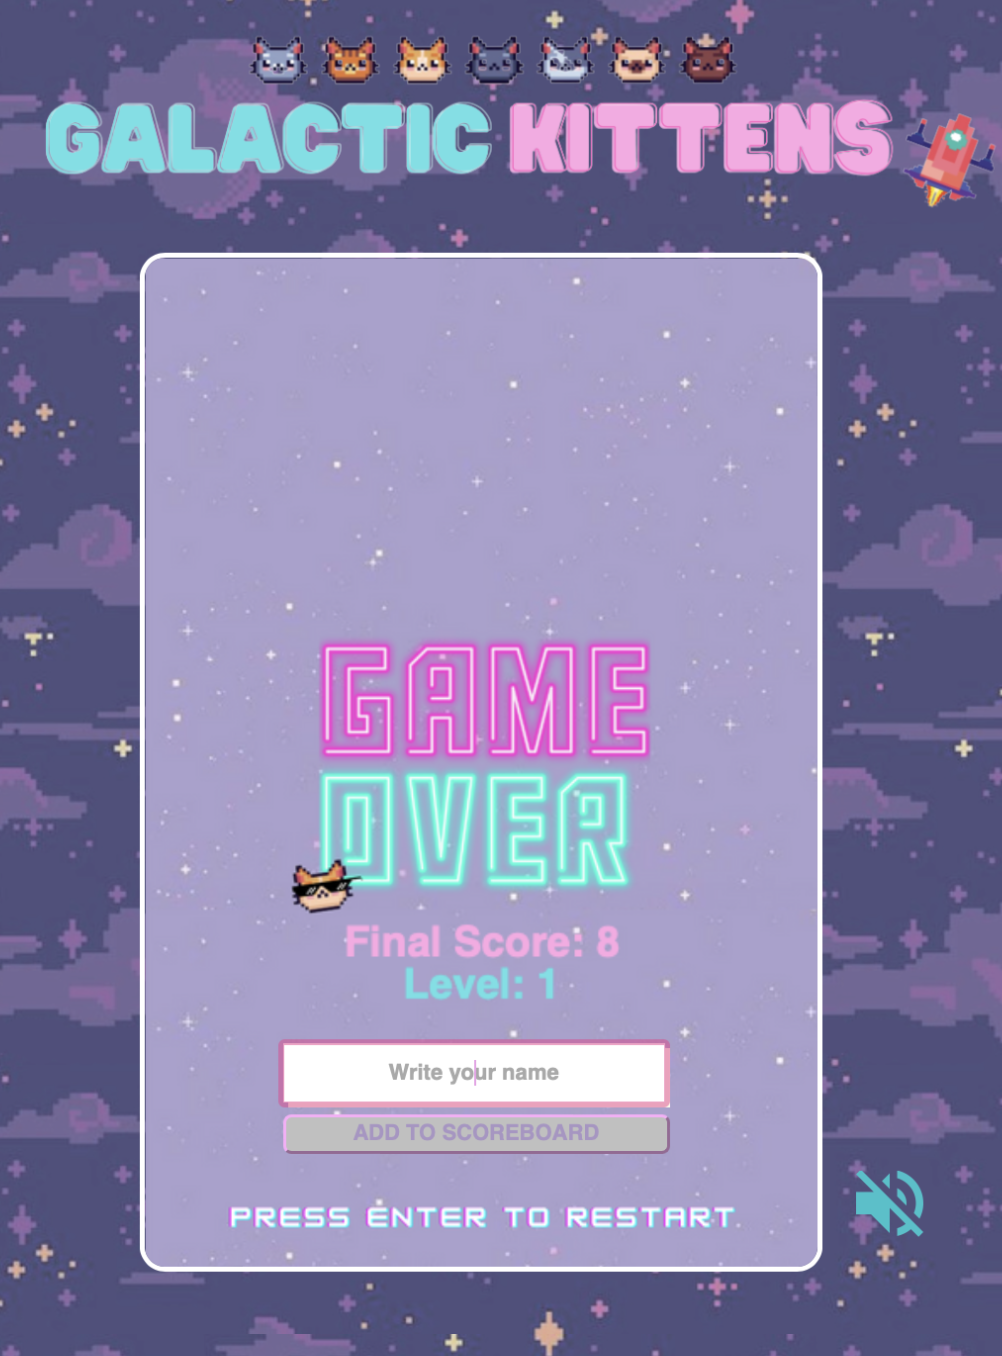 GALACTIC KITTENS
GAME
OVER
Final Score: 8
Level: 1
Write your name
ADD TO SCOREBOARD
PRESS ENTER TO RESTART